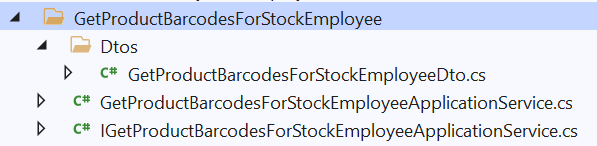 GetProductBarcodesForStockEmployee
Dtos
C# GetProductBarcodesForStockEmployeeDto.cs
C# GetProductBarcodesForStockEmployeeApplicationService.cs
C# IGetProductBarcodesForStockEmployeeApplicationService.cs